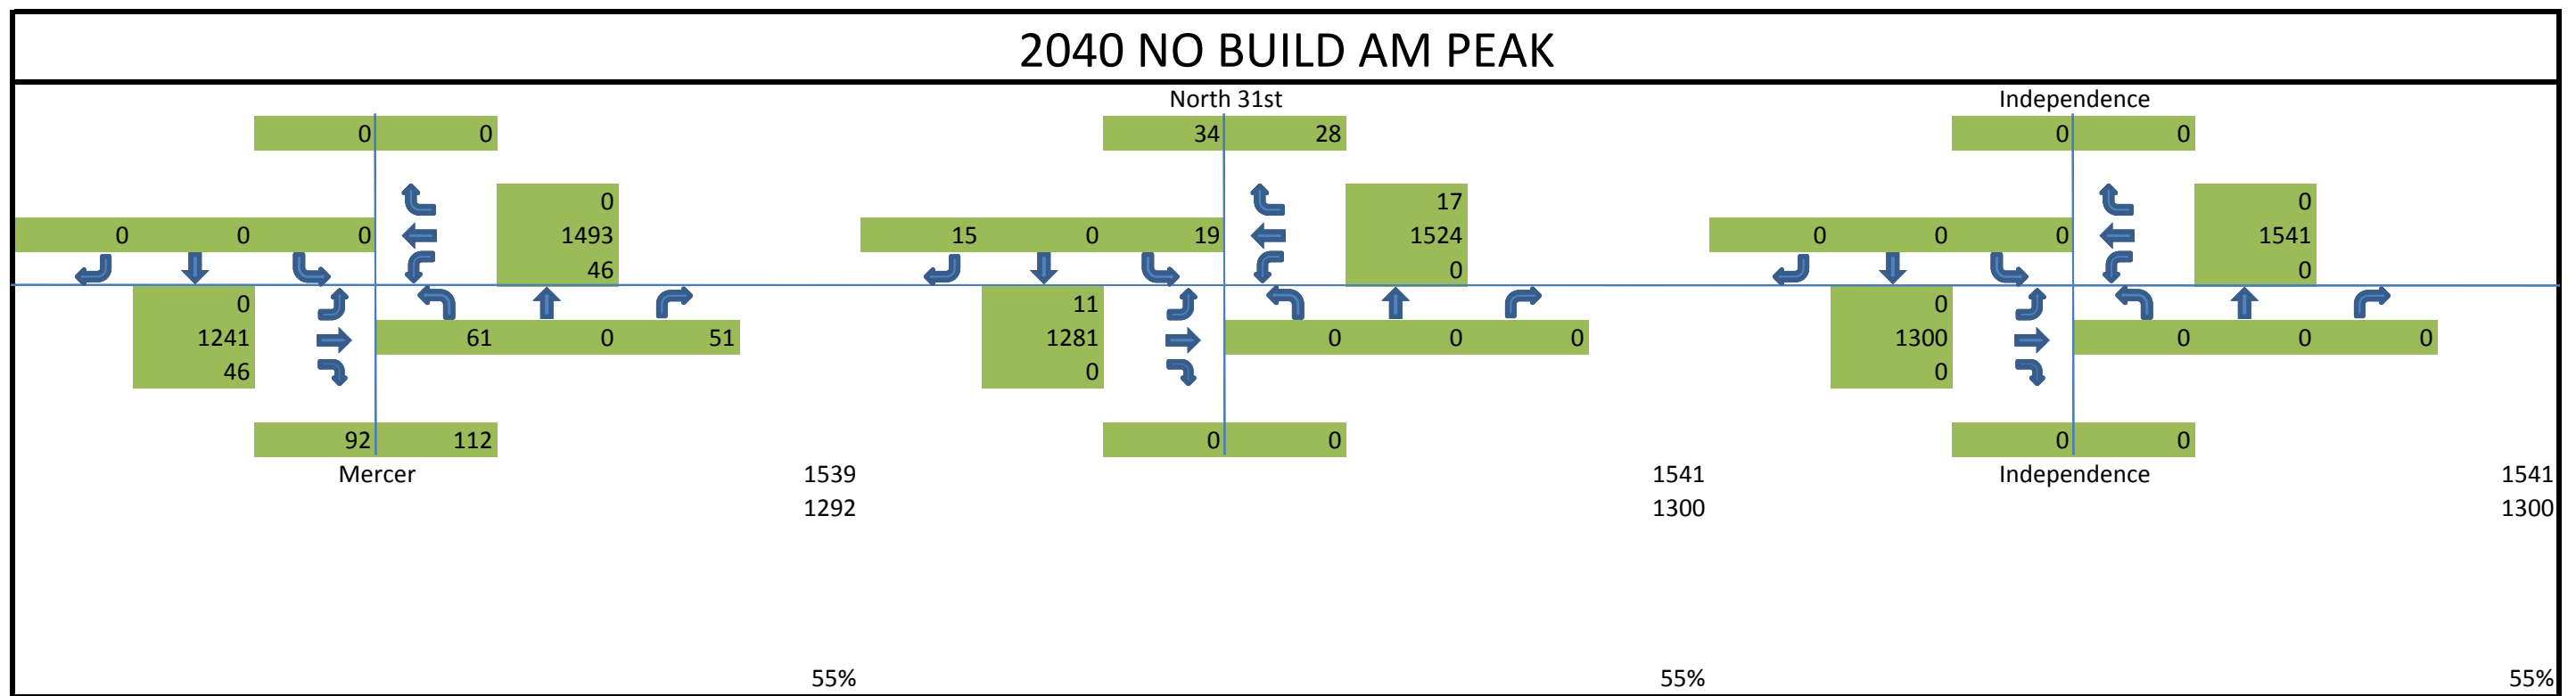 2040 NO BUILD AM PEAK
North 31st Independence
0 0 34 28 0 0
0 17 0
0 0 0 1493 15 0 19 1524 0 0 0 1541
46 0 0
0 11 0
1241 61 0 51 1281 0 0 0 1300 0 0 0
46 0 0
92 112 0 0 0 0
Mercer 1539 1541 Independence 1541
1292 1300 1300
55% 55% 55%